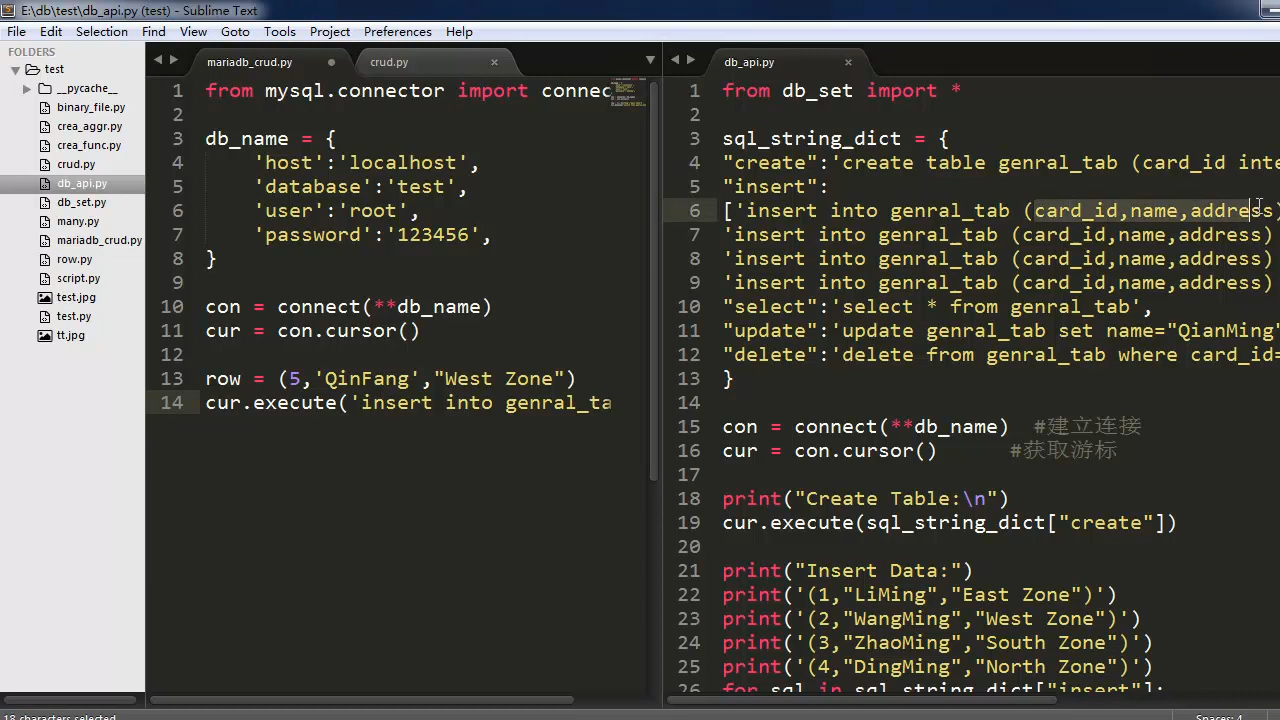 E:\db\test\db_api.py (test) - Sublime Text
File Edit Selection Find View Goto Tools Project Preferences Help
FOLDERS
test
__pycache__
binary_file.py
crea_aggr.py
crea_func.py
crud.py
db_api.py
db_set.py
many.py
mariadb_crud.py
row.py
script.py
test.jpg
test.py
tt.jpg
mariadb_crud.py crud.py
1 from mysql.connector import connec
2
3 db_name = {
4 'host':'localhost',
5 'database':'test',
6 'user':'root',
7 'password':'123456',
8 }
9
10 con = connect(**db_name)
11 cur = con.cursor()
12
13 row = (5,'QinFang',"West Zone")
14 cur.execute('insert into genral_ta
db_api.py
1 from db_set import *
2
3 sql_string_dict = {
4 "create":'create table genral_tab (card_id inte
5 "insert":
6 ['insert into genral_tab (card_id,name,address)
7 'insert into genral_tab (card_id,name,address)
8 'insert into genral_tab (card_id,name,address)
9 'insert into genral_tab (card_id,name,address)
10 "select":'select * from genral_tab',
11 "update":'update genral_tab set name="QianMing"
12 "delete":'delete from genral_tab where card_id=
13 }
14
15 con = connect(**db_name) #建立连接
16 cur = con.cursor() #获取游标
17
18 print("Create Table:\n")
19 cur.execute(sql_string_dict["create"])
20
21 print("Insert Data:")
22 print('(1,"LiMing","East Zone")')
23 print('(2,"WangMing","West Zone")')
24 print('(3,"ZhaoMing","South Zone")')
25 print('(4,"DingMing","North Zone")')
26 for sql in sql_string_dict["insert"]:
18 characters selected
Spaces: 4